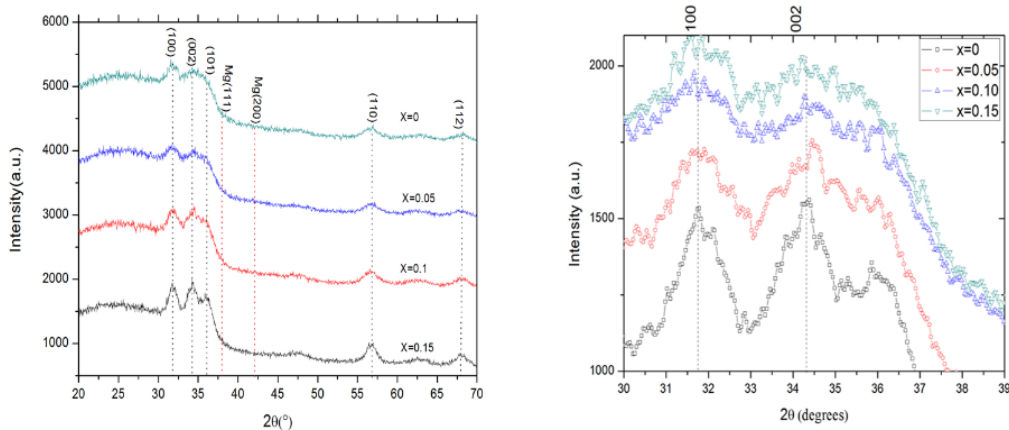 6000
5000
4000
3000
2000
1000
Intensity(a.u.)
(100)
(002)
(101)
Mg(111)
Mg(200)
(110)
(112)
X=0
X=0.05
X=0.1
X=0.15
20 25 30 35 40 45 50 55 60 65 70
2θ(°)
100
002
x=0
x=0.05
x=0.10
x=0.15
2000
1750
1500
1250
1000
Intensity (a.u.)
30 31 32 33 34 35 36 37 38 39
2θ (degrees)